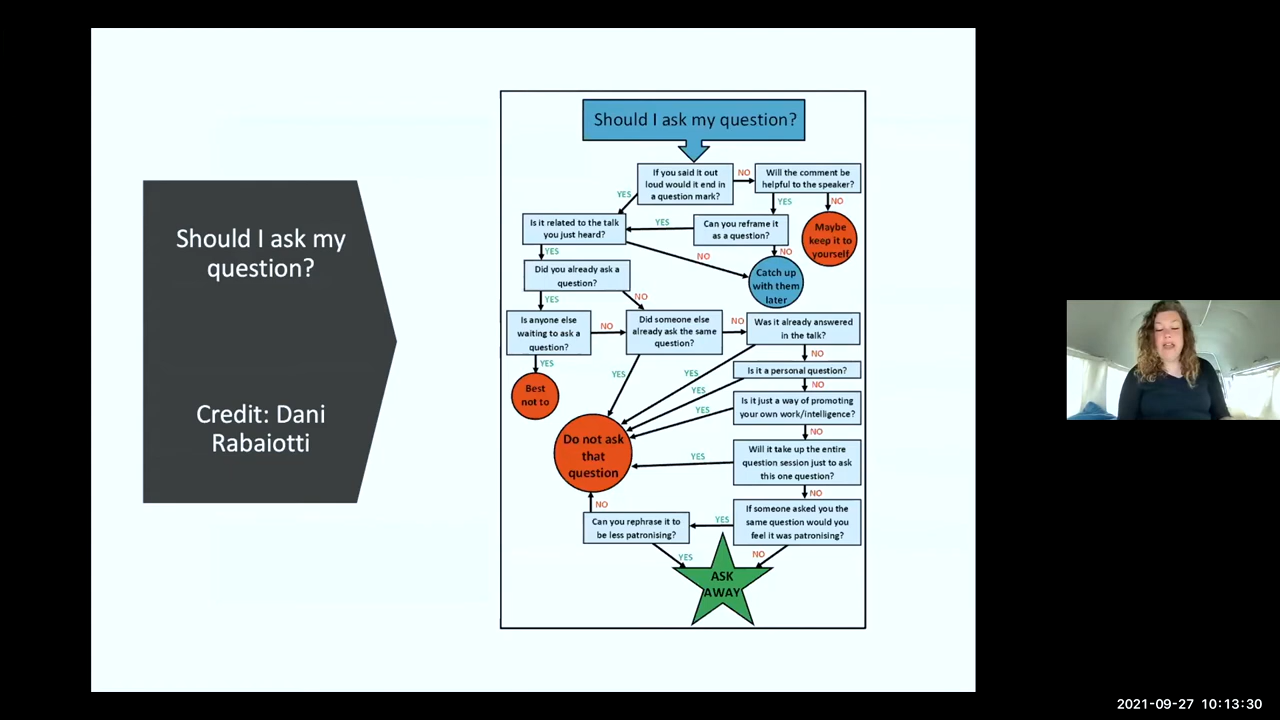 Should I ask my
question?
Credit: Dani
Rabaiotti
Should I ask my question?
If you said it out
loud would it end in
a question mark?
NO
Will the comment be
helpful to the speaker?
YES
YES
NO
Is it related to the talk
you just heard?
YES
Can you reframe it
as a question?
Maybe
keep it to
yourself
YES
NO
NO
Catch up
with them
later
Did you already ask a
question?
YES
NO
Is anyone else
waiting to ask a
question?
NO
Did someone else
already ask the same
question?
NO
Was it already answered
in the talk?
YES
YES
YES
NO
Best
not to
Is it a personal question?
YES
NO
Is it just a way of promoting
your own work/intelligence?
YES
NO
Do not ask
that
question
YES
Will it take up the entire
question session just to ask
this one question?
NO
NO
Can you rephrase it to
be less patronising?
YES
If someone asked you the
same question would you
feel it was patronising?
YES
NO
ASK
AWAY
2021-09-27 10:13:30